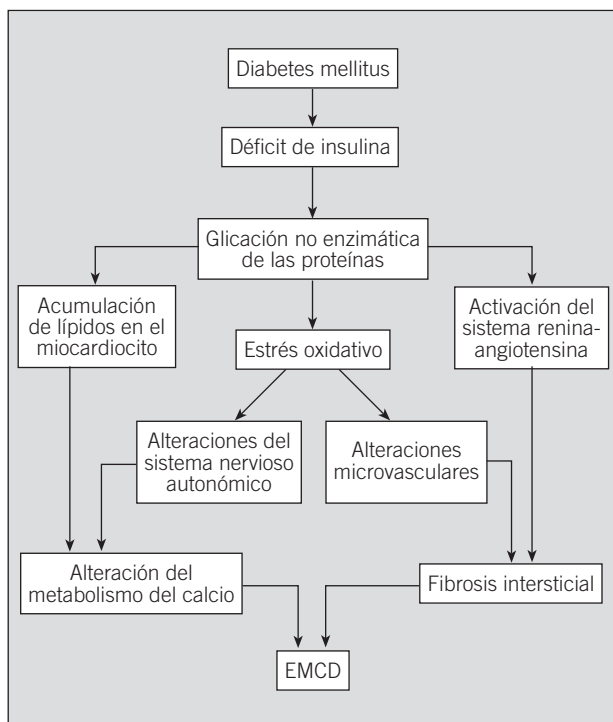 Diabetes mellitus
Déficit de insulina
Glicación no enzimática
de las proteínas
Acumulación
de lípidos en el
miocardiocito
Estrés oxidativo
Activación del
sistema renina-
angiotensina
Alteraciones del
sistema nervioso
autonómico
Alteraciones
microvasculares
Alteración del
metabolismo del calcio
Fibrosis intersticial
EMCD